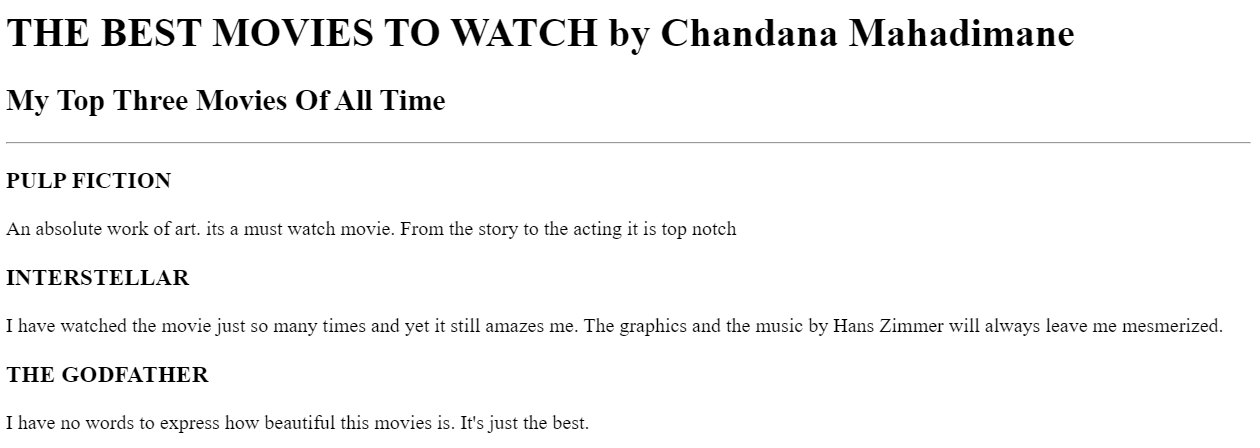 THE BEST MOVIES TO WATCH by Chandana Mahadimane
My Top Three Movies Of All Time
PULP FICTION
An absolute work of art. its a must watch movie. From the story to the acting it is top notch
INTERSTELLAR
I have watched the movie just so many times and yet it still amazes me. The graphics and the music by Hans Zimmer will always leave me mesmerized.
THE GODFATHER
I have no words to express how beautiful this movies is. It's just the best.